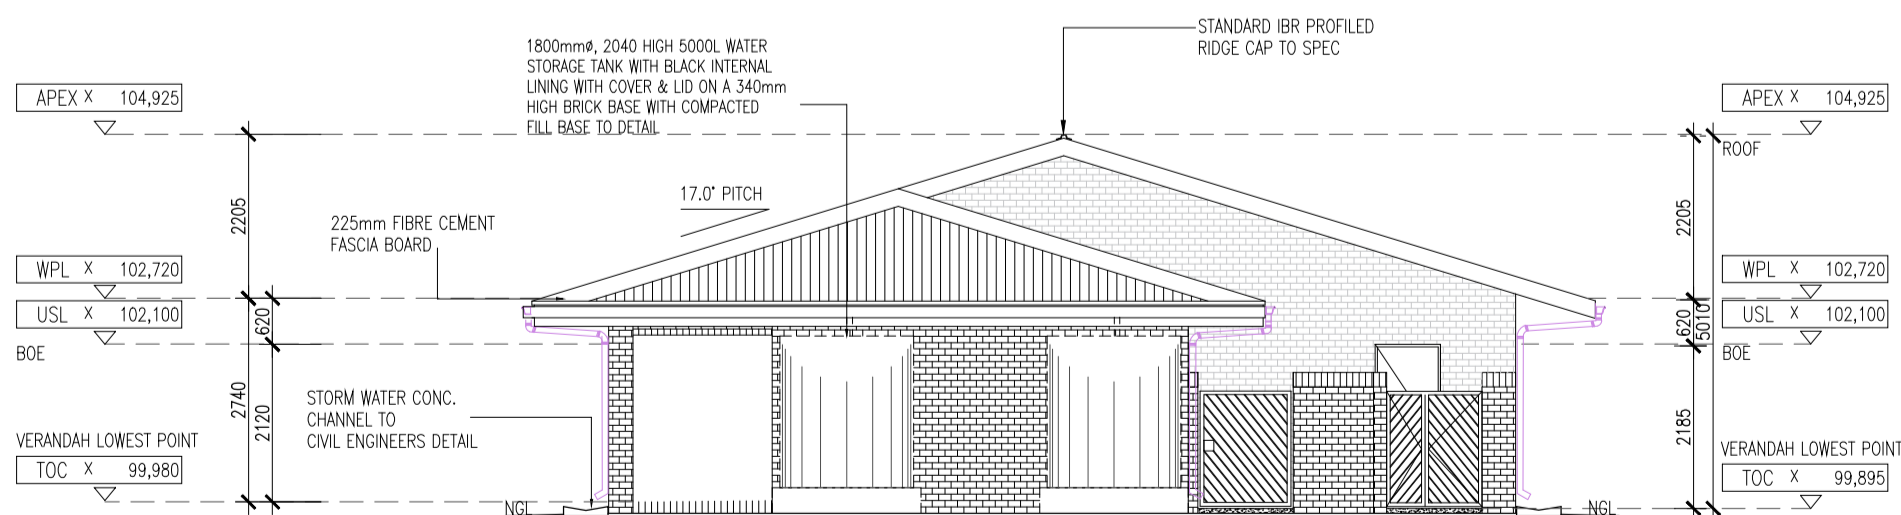 STANDARD IBR PROFILED
RIDGE CAP TO SPEC
1800mmø, 2040 HIGH 5000L WATER
STORAGE TANK WITH BLACK INTERNAL
LINING WITH COVER & LID ON A 340mm
HIGH BRICK BASE WITH COMPACTED
FILL BASE TO DETAIL
APEX X 104,925
APEX X 104,925
ROOF
17.0° PITCH
2205
2205
225mm FIBRE CEMENT
FASCIA BOARD
WPL X 102,720
WPL X 102,720
USL X 102,100
USL X 102,100
620
620
5010
BOE
BOE
2740
2120
2185
STORM WATER CONC.
CHANNEL TO
CIVIL ENGINEERS DETAIL
VERANDAH LOWEST POINT
TOC X 99,980
VERANDAH LOWEST POINT
TOC X 99,895
NGL
NGL